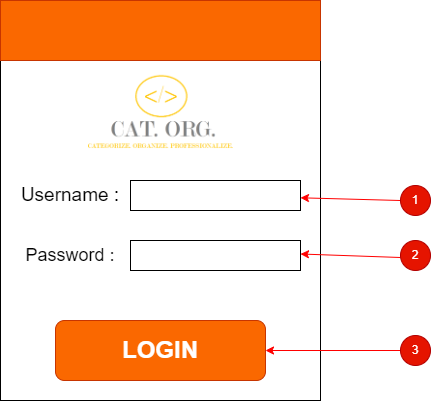 </>
CAT. ORG.
CATEGORIZE. ORGANIZE. PROFESSIONALIZE.
Username :
1
Password :
2
LOGIN
3